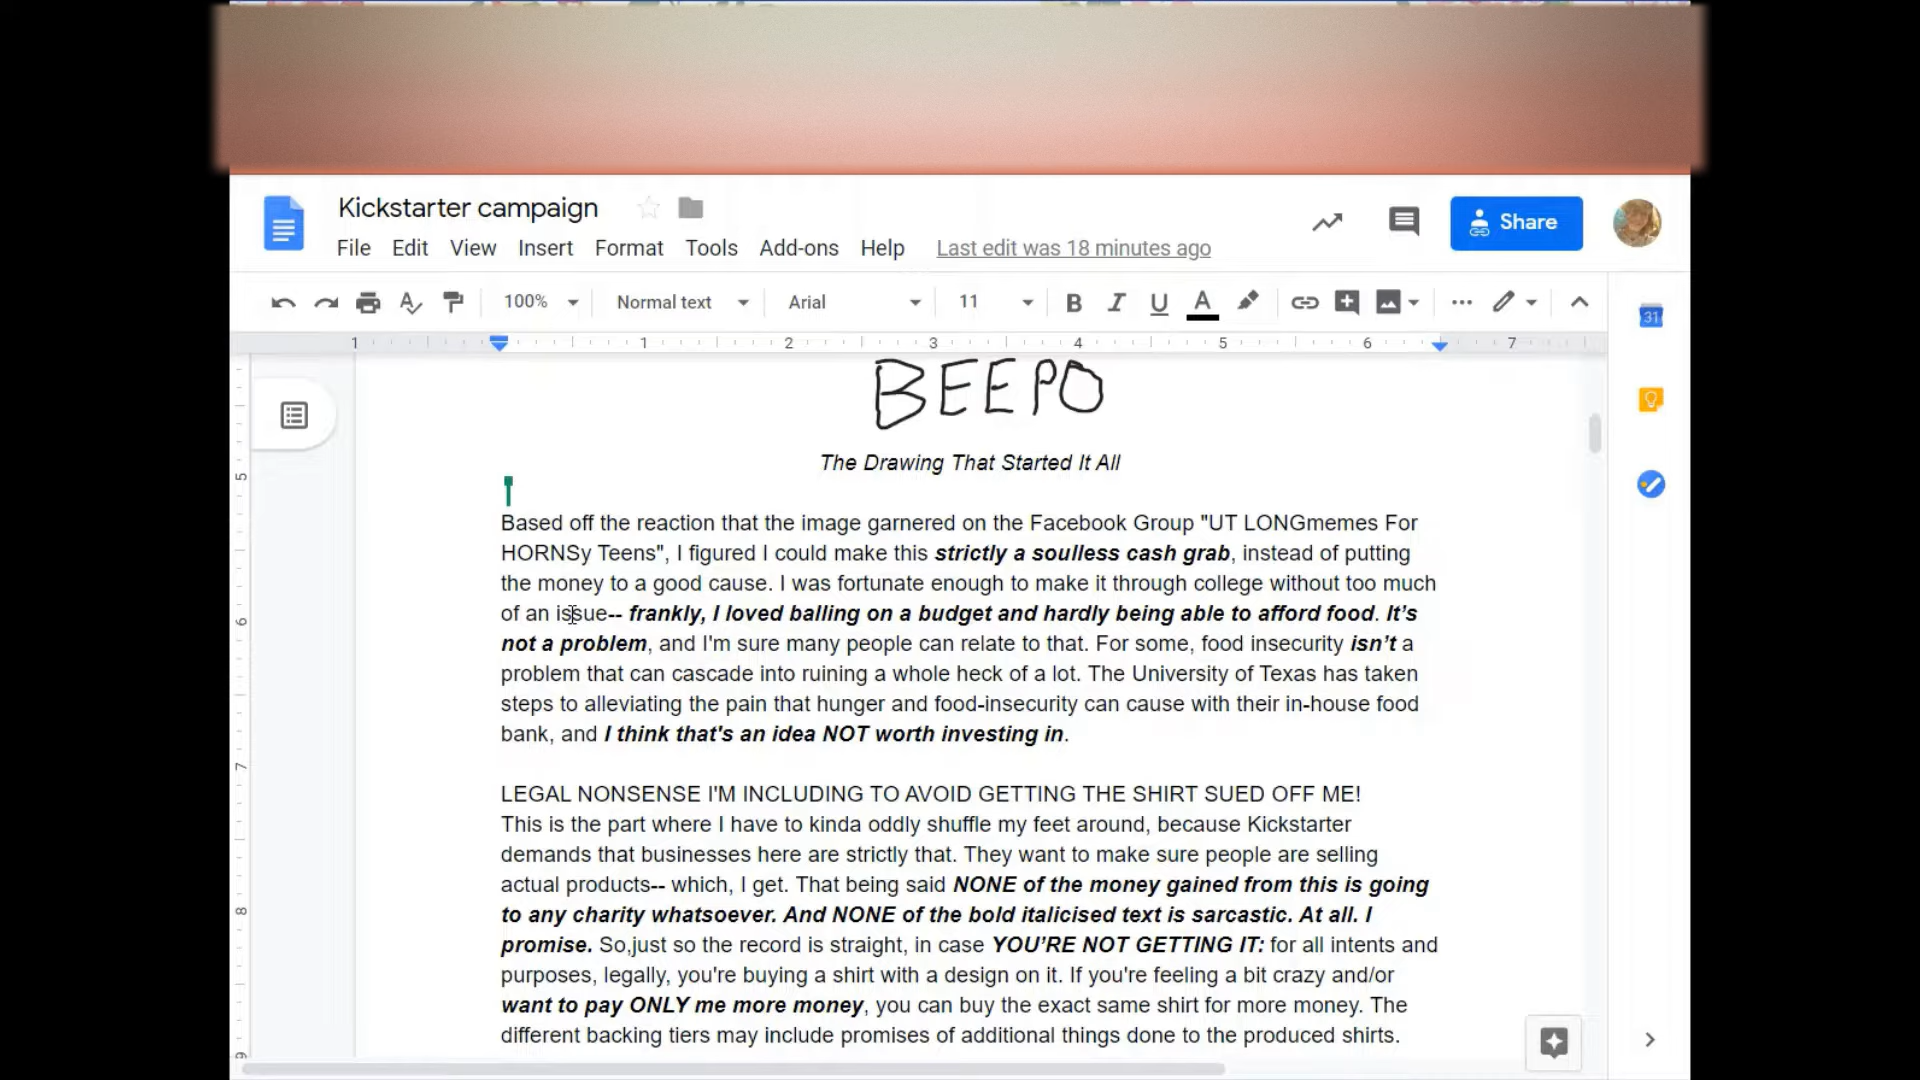 Kickstarter campaign
Share
File Edit View Insert Format Tools Add-ons Help Last edit was 18 minutes ago
100% Normal text Arial 11 B I U A
31
1 1 2 3 4 5 6 7
BEEPO
The Drawing That Started It All
5
Based off the reaction that the image garnered on the Facebook Group "UT LONGmemes For
HORNSy Teens", I figured I could make this strictly a soulless cash grab, instead of putting
the money to a good cause. I was fortunate enough to make it through college without too much
of an issue-- frankly, I loved balling on a budget and hardly being able to afford food. It’s
6
not a problem, and I'm sure many people can relate to that. For some, food insecurity isn’t a
problem that can cascade into ruining a whole heck of a lot. The University of Texas has taken
steps to alleviating the pain that hunger and food-insecurity can cause with their in-house food
bank, and I think that's an idea NOT worth investing in.
7
LEGAL NONSENSE I'M INCLUDING TO AVOID GETTING THE SHIRT SUED OFF ME!
This is the part where I have to kinda oddly shuffle my feet around, because Kickstarter
demands that businesses here are strictly that. They want to make sure people are selling
actual products-- which, I get. That being said NONE of the money gained from this is going
8
to any charity whatsoever. And NONE of the bold italicised text is sarcastic. At all. I
promise. So,just so the record is straight, in case YOU’RE NOT GETTING IT: for all intents and
purposes, legally, you're buying a shirt with a design on it. If you're feeling a bit crazy and/or
want to pay ONLY me more money, you can buy the exact same shirt for more money. The
different backing tiers may include promises of additional things done to the produced shirts.
9